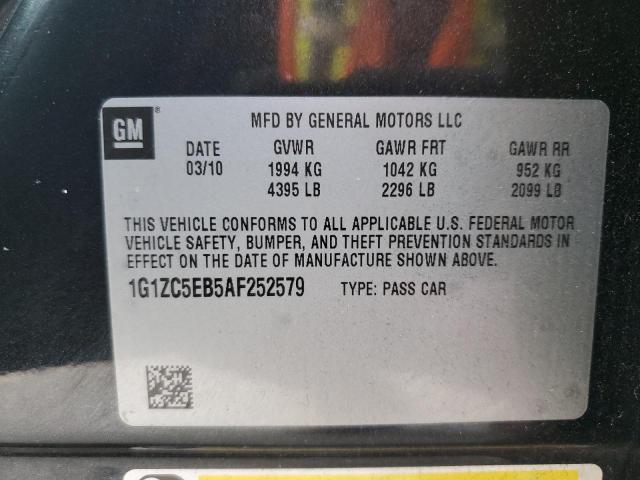 GM®
MFD BY GENERAL MOTORS LLC
DATE GVWR GAWR FRT GAWR RR
03/10 1994 KG 1042 KG 952 KG
4395 LB 2296 LB 2099 LB
THIS VEHICLE CONFORMS TO ALL APPLICABLE U.S. FEDERAL MOTOR
VEHICLE SAFETY, BUMPER, AND THEFT PREVENTION STANDARDS IN
EFFECT ON THE DATE OF MANUFACTURE SHOWN ABOVE.
1G1ZC5EB5AF252579 TYPE: PASS CAR